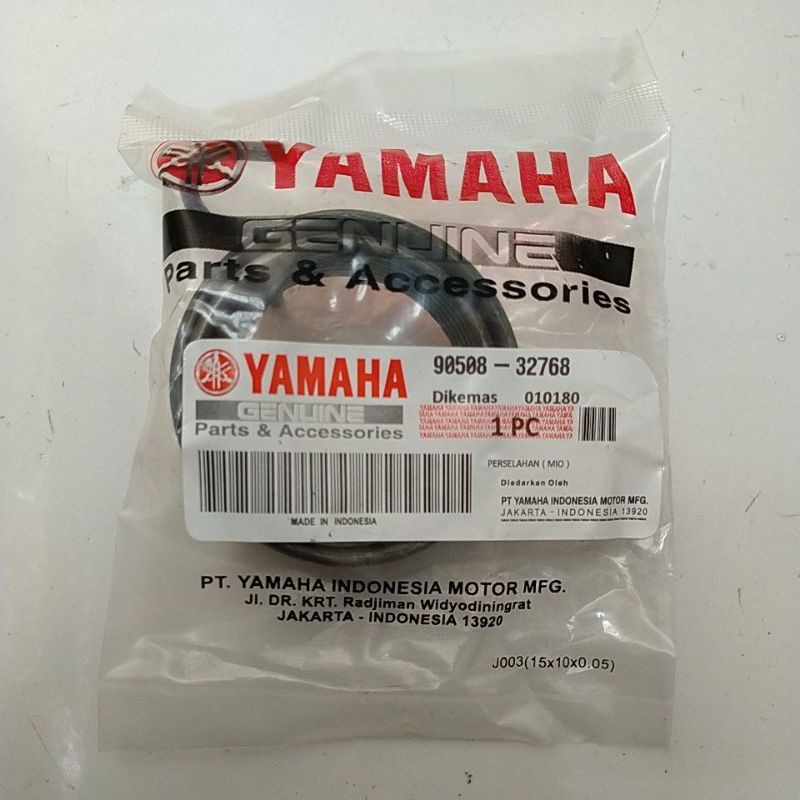 YAMAHA
GENUINE
Parts & Accessories
YAMAHA
GENUINE
Parts & Accessories
MADE IN INDONESIA
90508 - 32768
Dikemas 010180
1 PC
PERSELAHAN ( MIO )
Diedarkan Oleh
PT YAMAHA INDONESIA MOTOR MFG.
JAKARTA - INDONESIA 13920
PT. YAMAHA INDONESIA MOTOR MFG.
Jl. DR. KRT. Radjiman Widyodiningrat
JAKARTA - INDONESIA 13920
J003(15x10x0.05)